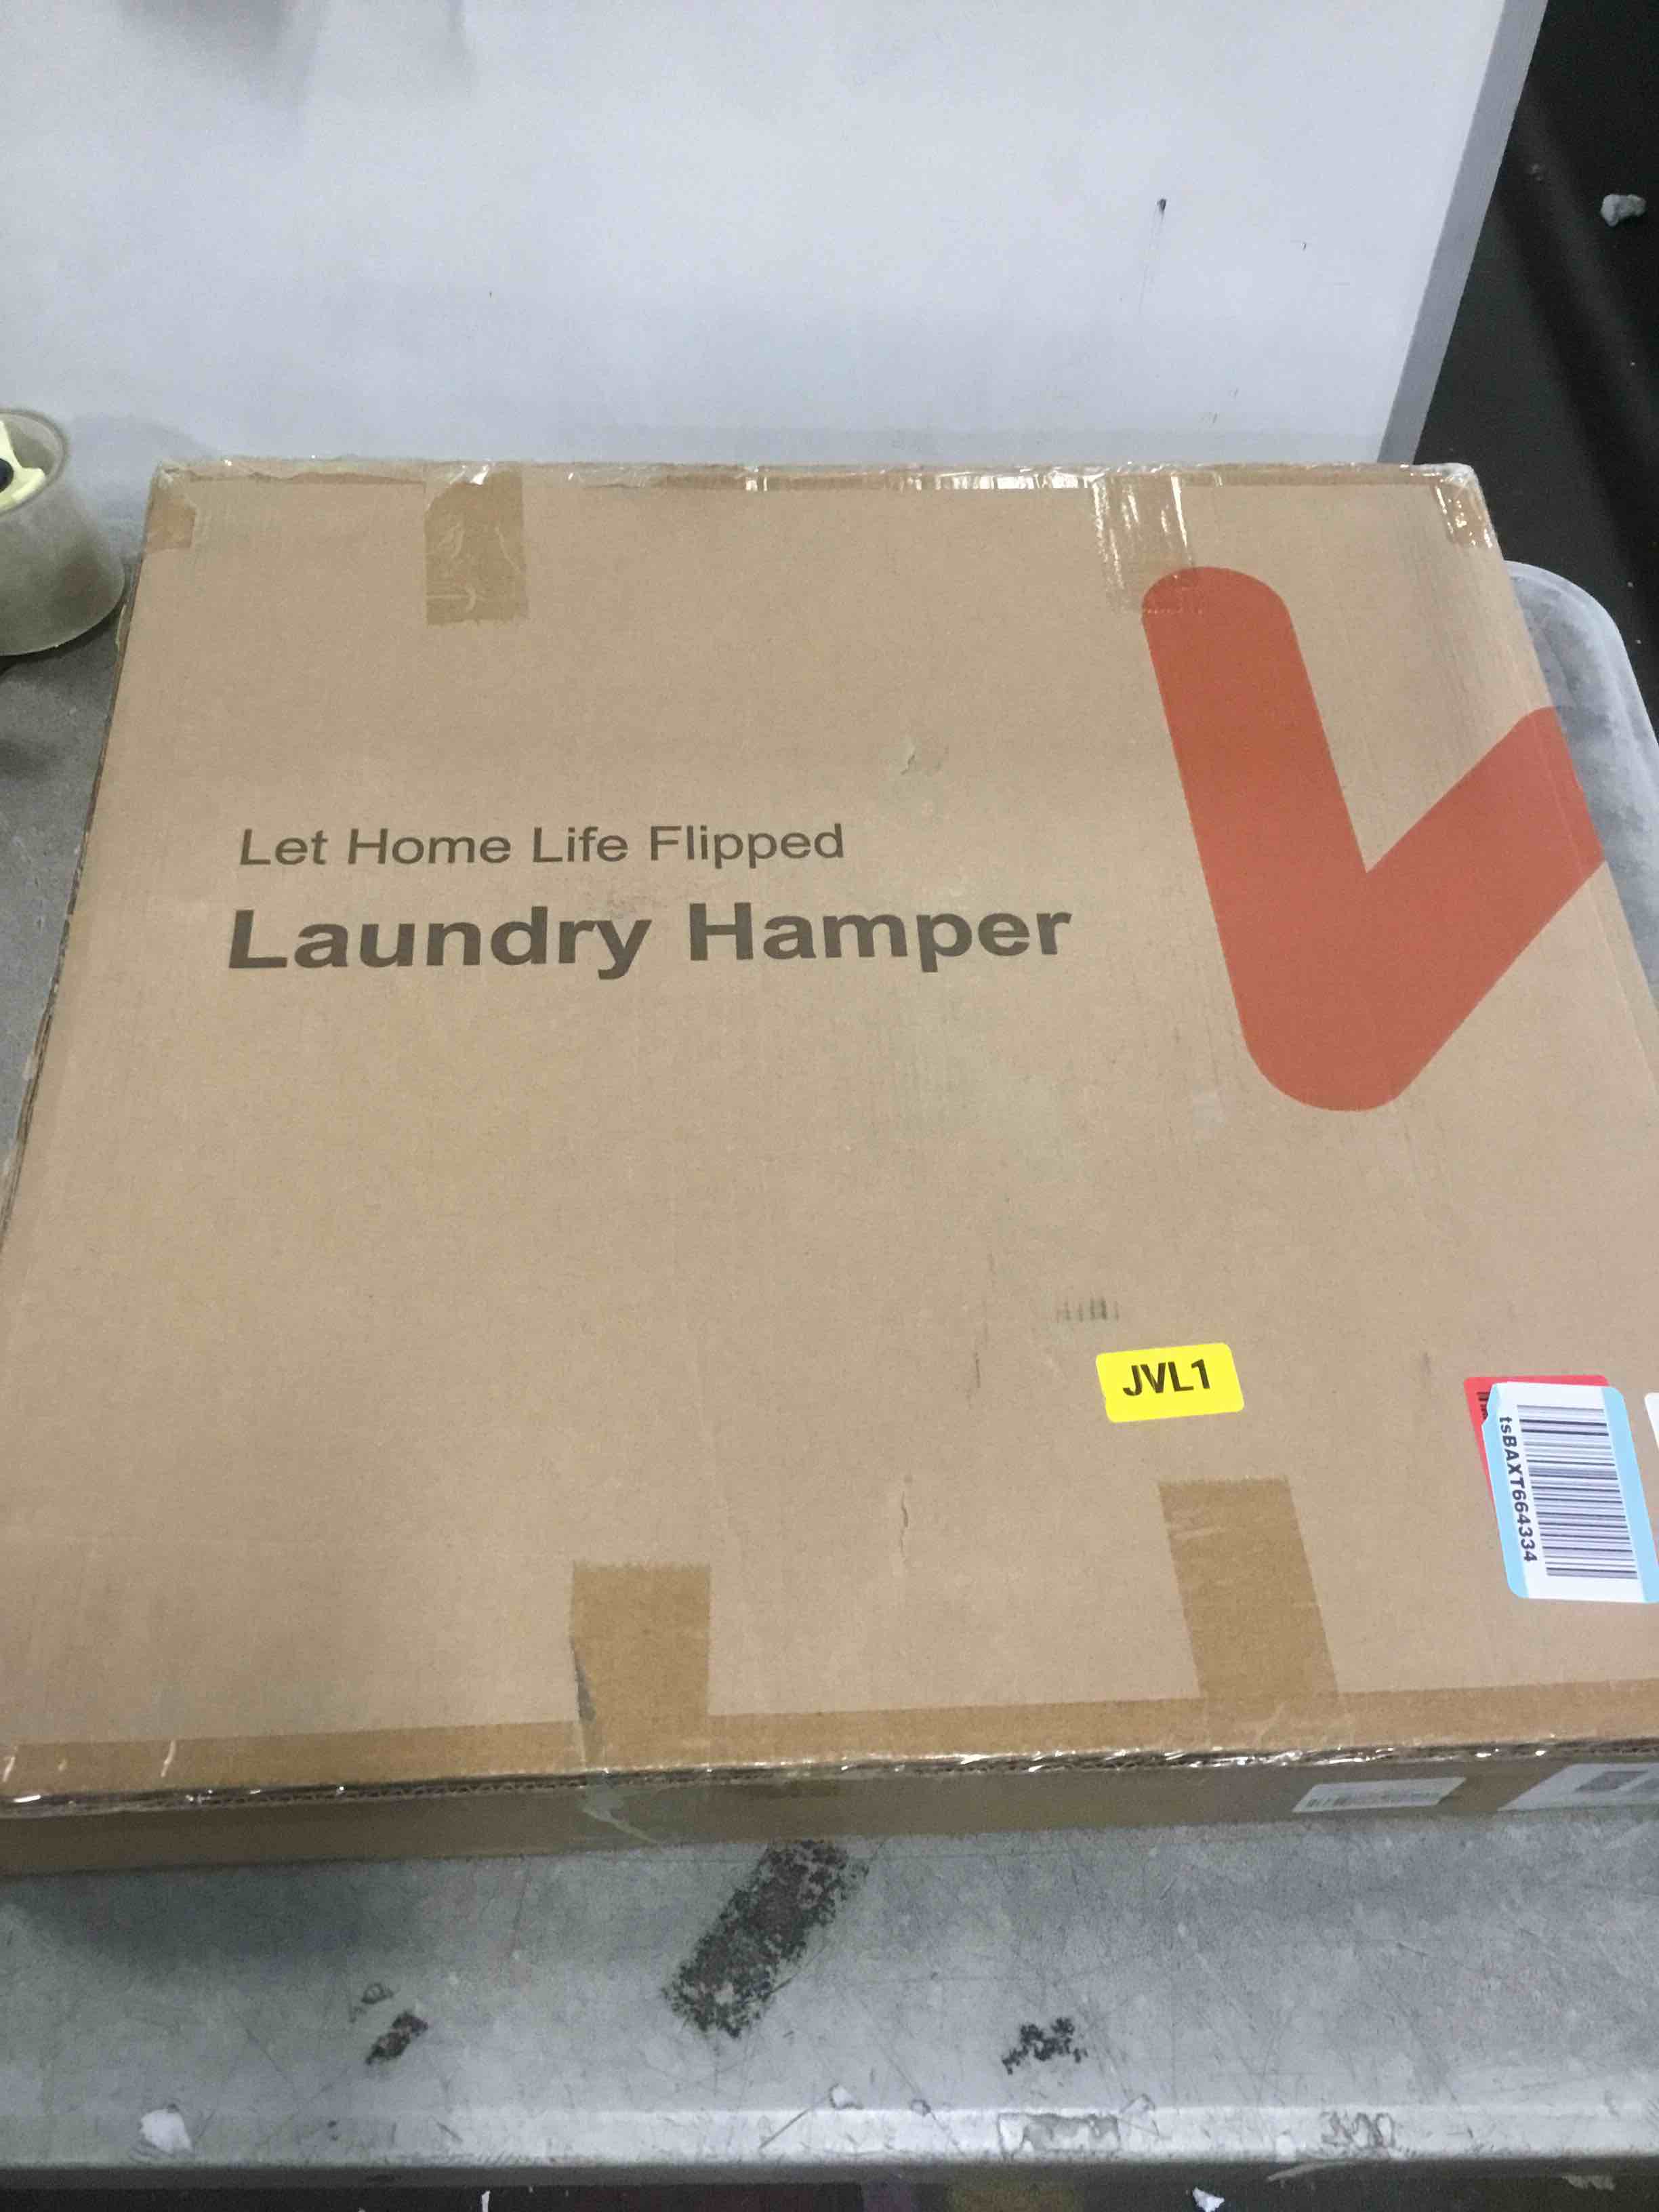 Let Home Life Flipped
Laundry Hamper
JVL1
tsBAXT664334